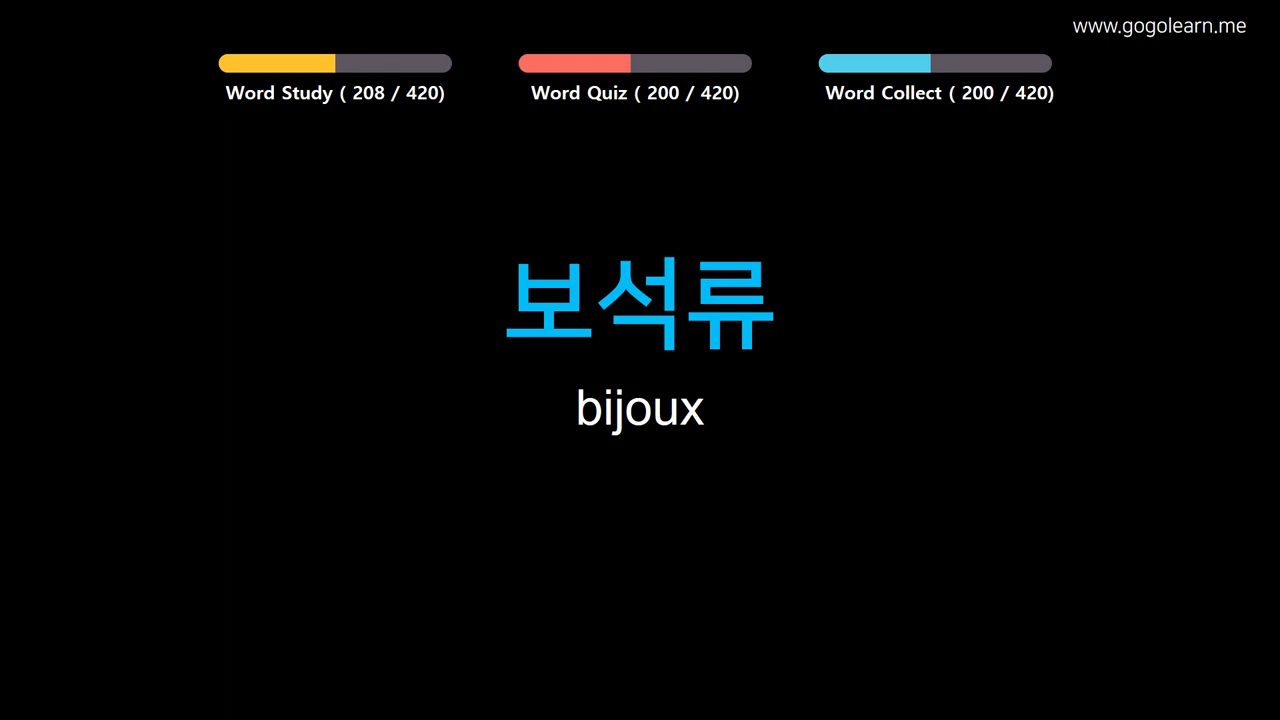 www.gogolearn.me
Word Study ( 208 / 420)
Word Quiz ( 200 / 420)
Word Collect ( 200 / 420)
보석류
bijoux